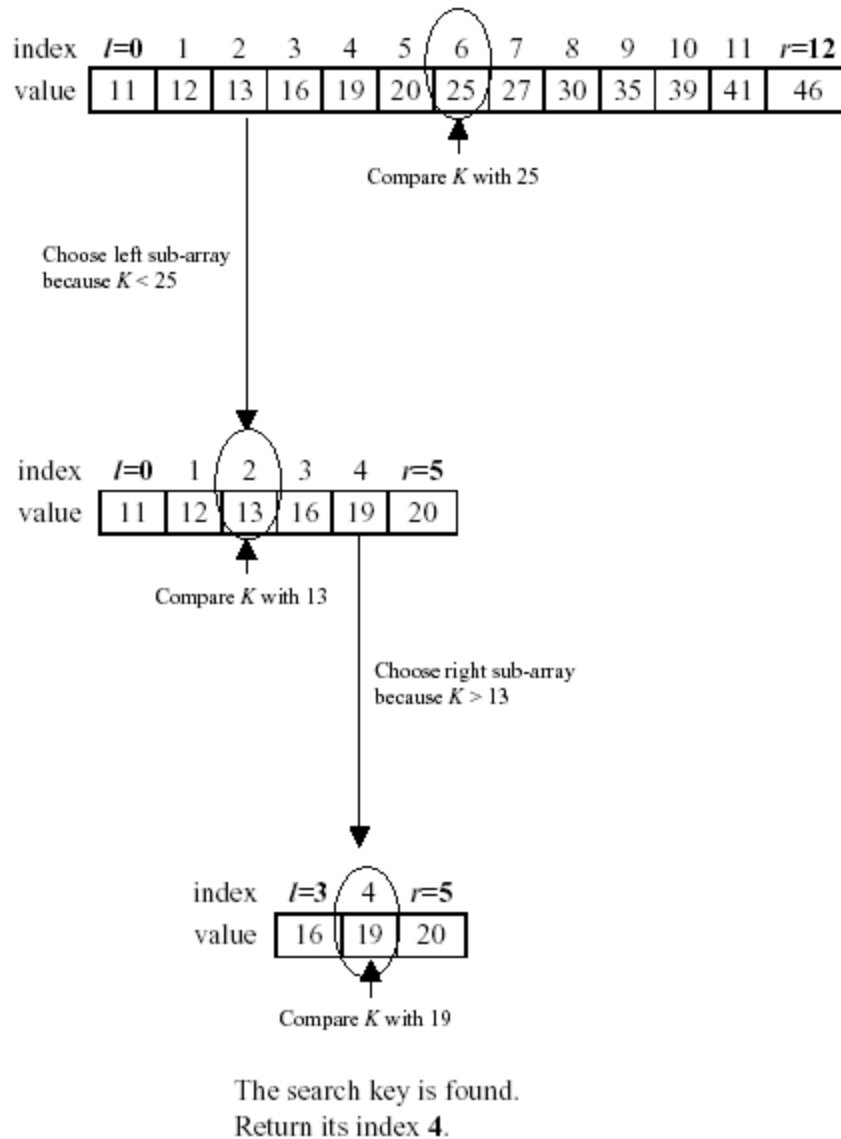 index l=0 1 2 3 4 5 6 7 8 9 10 11 r=12
value 11 12 13 16 19 20 25 27 30 35 39 41 46
Compare K with 25
Choose left sub-array
because K < 25
index l=0 1 2 3 4 r=5
value 11 12 13 16 19 20
Compare K with 13
Choose right sub-array
because K > 13
index l=3 4 r=5
value 16 19 20
Compare K with 19
The search key is found.
Return its index 4.